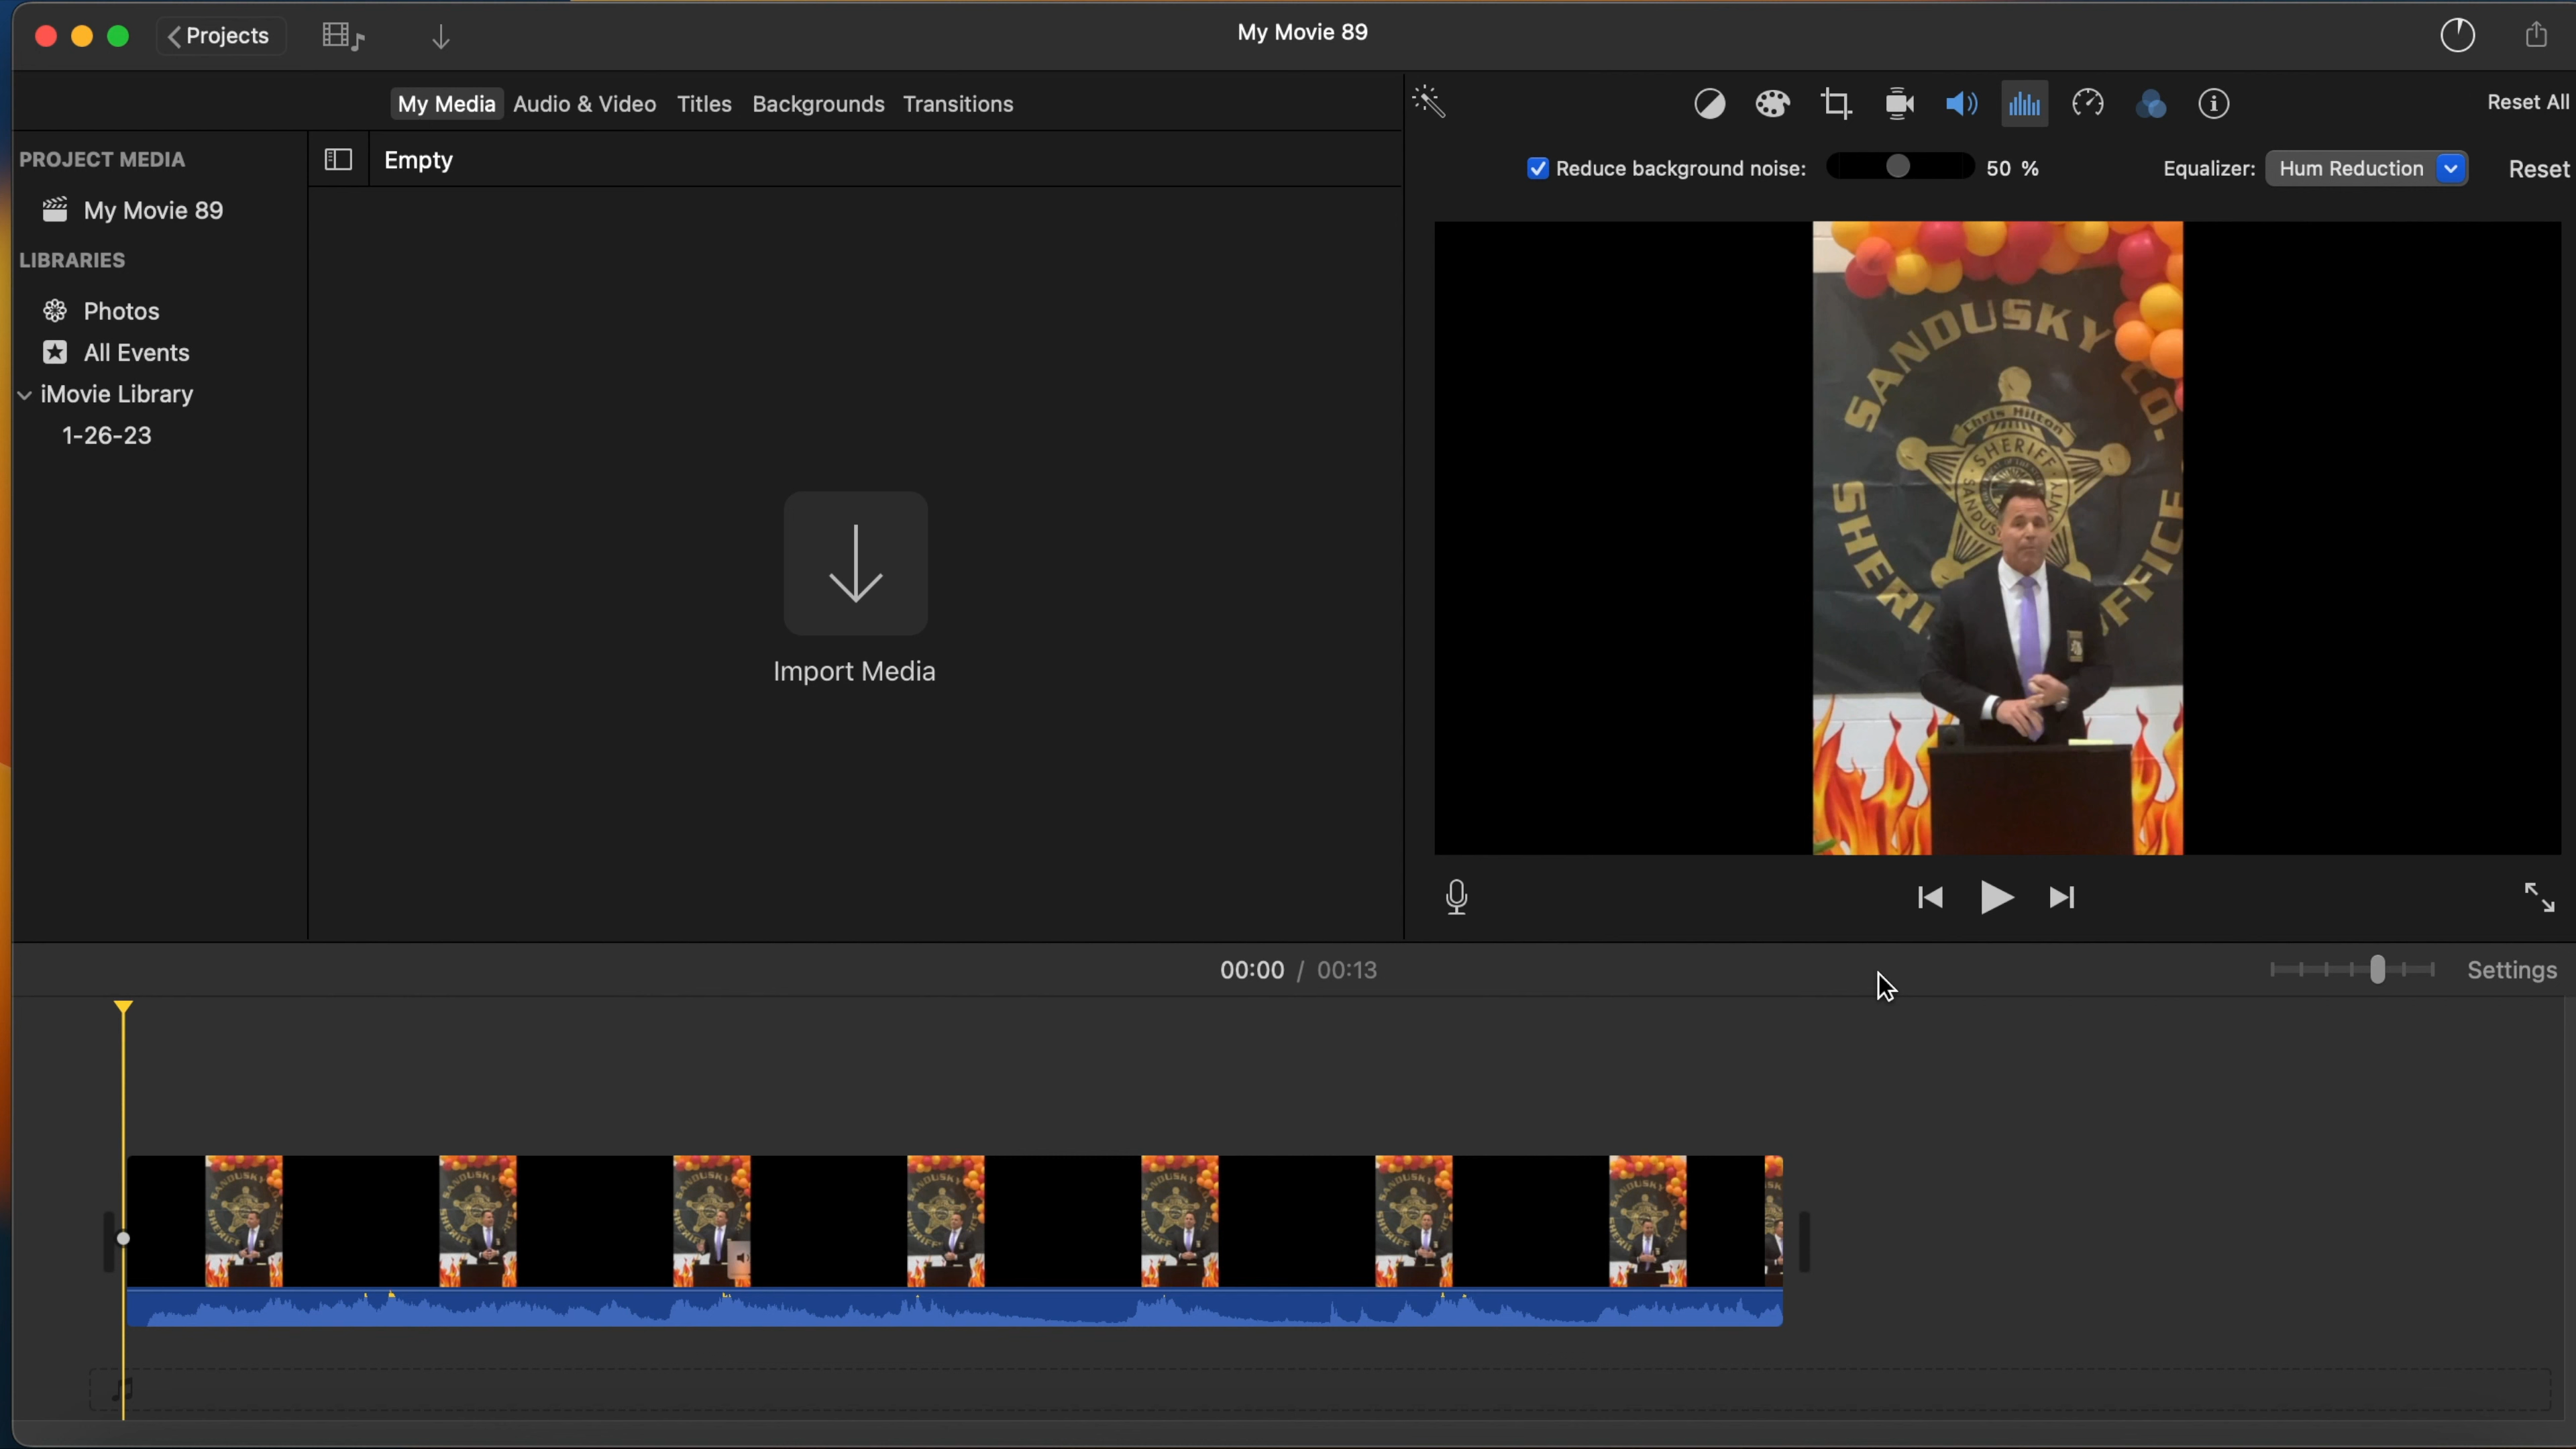 Projects
My Movie 89
My Media Audio & Video Titles Backgrounds Transitions
Reset All
PROJECT MEDIA
Empty
Reduce background noise: 50 % Equalizer: Hum Reduction Reset
My Movie 89
LIBRARIES
Photos
All Events
iMovie Library
1-26-23
Import Media
SANDUSKY CO.
Chris Hilton
SHERIFF
SHERIFF'S OFFICE
00:00 / 00:13
Settings